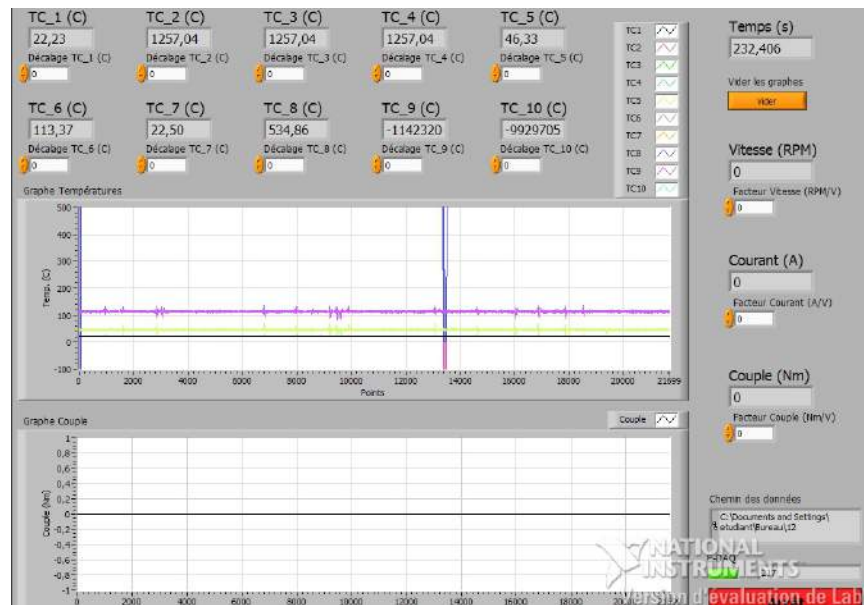 TC_1 (C) TC_2 (C) TC_3 (C) TC_4 (C) TC_5 (C)
22,23 1257,04 1257,04 1257,04 46,33
Décalage TC_1 (C) Décalage TC_2 (C) Décalage TC_3 (C) Décalage TC_4 (C) Décalage TC_5 (C)
0 0 0 0 0
TC_6 (C) TC_7 (C) TC_8 (C) TC_9 (C) TC_10 (C)
113,37 22,50 534,86 -1142320 -9929705
Décalage TC_6 (C) Décalage TC_7 (C) Décalage TC_8 (C) Décalage TC_9 (C) Décalage TC_10 (C)
0 0 0 0 0
TC1
TC2
TC3
TC4
TC5
TC6
TC7
TC8
TC9
TC10
Temps (s)
232,406
Vider les graphes
vider
Vitesse (RPM)
0
Facteur Vitesse (RPM/V)
0
Courant (A)
0
Facteur Courant (A/V)
0
Couple (Nm)
0
Facteur Couple (Nm/V)
0
Graphe Températures
Temp. (C)
500
400
300
200
100
0
-100
0 2000 4000 6000 8000 10000 12000 14000 16000 18000 20000 21699
Points
Graphe Couple
Couple
Couple (Nm)
1
0,8
0,6
0,4
0,2
0
-0,2
-0,4
-0,6
-0,8
-1
0 2000 4000 6000 8000 10000 12000 14000 16000 18000
Chemin des données
C:\Documents and Settings\
etudiant\Bureau\t2
NATIONAL
INSTRUMENTS
Version d'évaluation de Lab